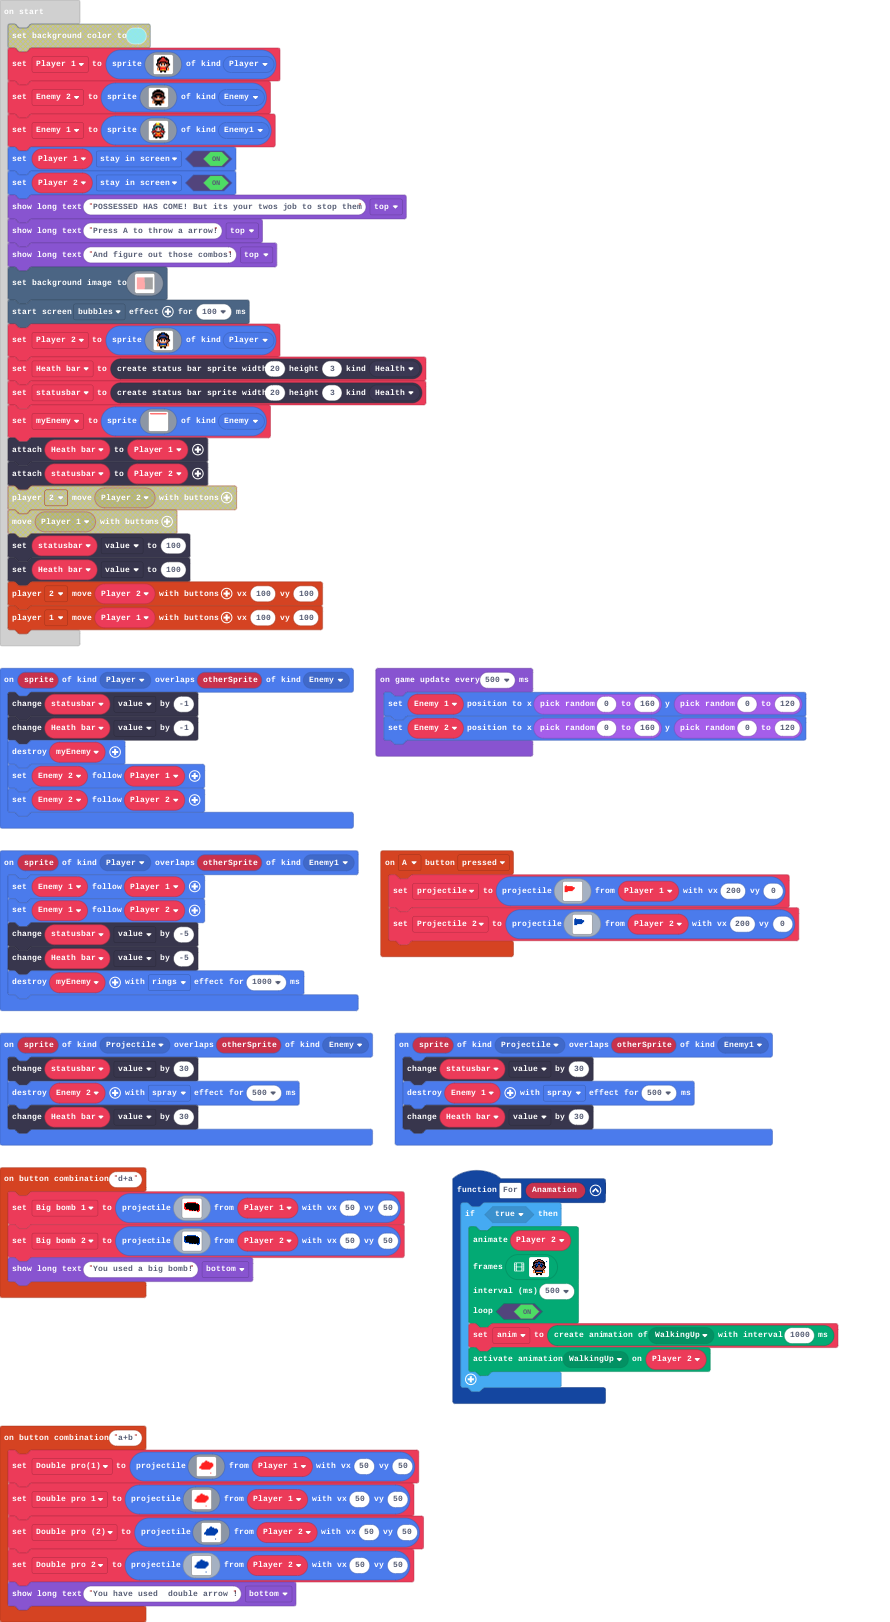 on start
set background color to
set Player 1 to sprite of kind Player
set Enemy 2 to sprite of kind Enemy
set Enemy 1 to sprite of kind Enemy1
set Player 1 stay in screen ON
set Player 2 stay in screen ON
show long text "POSSESSED HAS COME! But its your twos job to stop them top
show long text "Press A to throw a arrow!" top
show long text "And figure out those combos!" top
set background image to
start screen bubbles effect for 100 ms
set Player 2 to sprite of kind Player
set Heath bar to create status bar sprite width 20 height 3 kind Health
set statusbar to create status bar sprite width 20 height 3 kind Health
set myEnemy to sprite of kind Enemy
attach Heath bar to Player 1
attach statusbar to Player 2
player 2 move Player 2 with buttons
move Player 1 with buttons
set statusbar value to 100
set Heath bar value to 100
player 2 move Player 2 with buttons vx 100 vy 100
player 1 move Player 1 with buttons vx 100 vy 100
on sprite of kind Player overlaps otherSprite of kind Enemy
change statusbar value by -1
change Heath bar value by -1
destroy myEnemy
set Enemy 2 follow Player 1
set Enemy 2 follow Player 2
on game update every 500 ms
set Enemy 1 position to x pick random 0 to 160 y pick random 0 to 120
set Enemy 2 position to x pick random 0 to 160 y pick random 0 to 120
on sprite of kind Player overlaps otherSprite of kind Enemy1
set Enemy 1 follow Player 1
set Enemy 1 follow Player 2
change statusbar value by -5
change Heath bar value by -5
destroy myEnemy with rings effect for 1000 ms
on A button pressed
set projectile to projectile from Player 1 with vx 200 vy 0
set Projectile 2 to projectile from Player 2 with vx 200 vy 0
on sprite of kind Projectile overlaps otherSprite of kind Enemy
change statusbar value by 30
destroy Enemy 2 with spray effect for 500 ms
change Heath bar value by 30
on sprite of kind Projectile overlaps otherSprite of kind Enemy1
change statusbar value by 30
destroy Enemy 1 with spray effect for 500 ms
change Heath bar value by 30
on button combination "d+a"
set Big bomb 1 to projectile from Player 1 with vx 50 vy 50
set Big bomb 2 to projectile from Player 2 with vx 50 vy 50
show long text "You used a big bomb!" bottom
function For Anamation
if true then
animate Player 2
frames
interval (ms) 500
loop ON
set anim to create animation of WalkingUp with interval 1000 ms
activate animation WalkingUp on Player 2
on button combination "a+b"
set Double pro(1) to projectile from Player 1 with vx 50 vy 50
set Double pro 1 to projectile from Player 1 with vx 50 vy 50
set Double pro (2) to projectile from Player 2 with vx 50 vy 50
set Double pro 2 to projectile from Player 2 with vx 50 vy 50
show long text "You have used  double arrow !" bottom